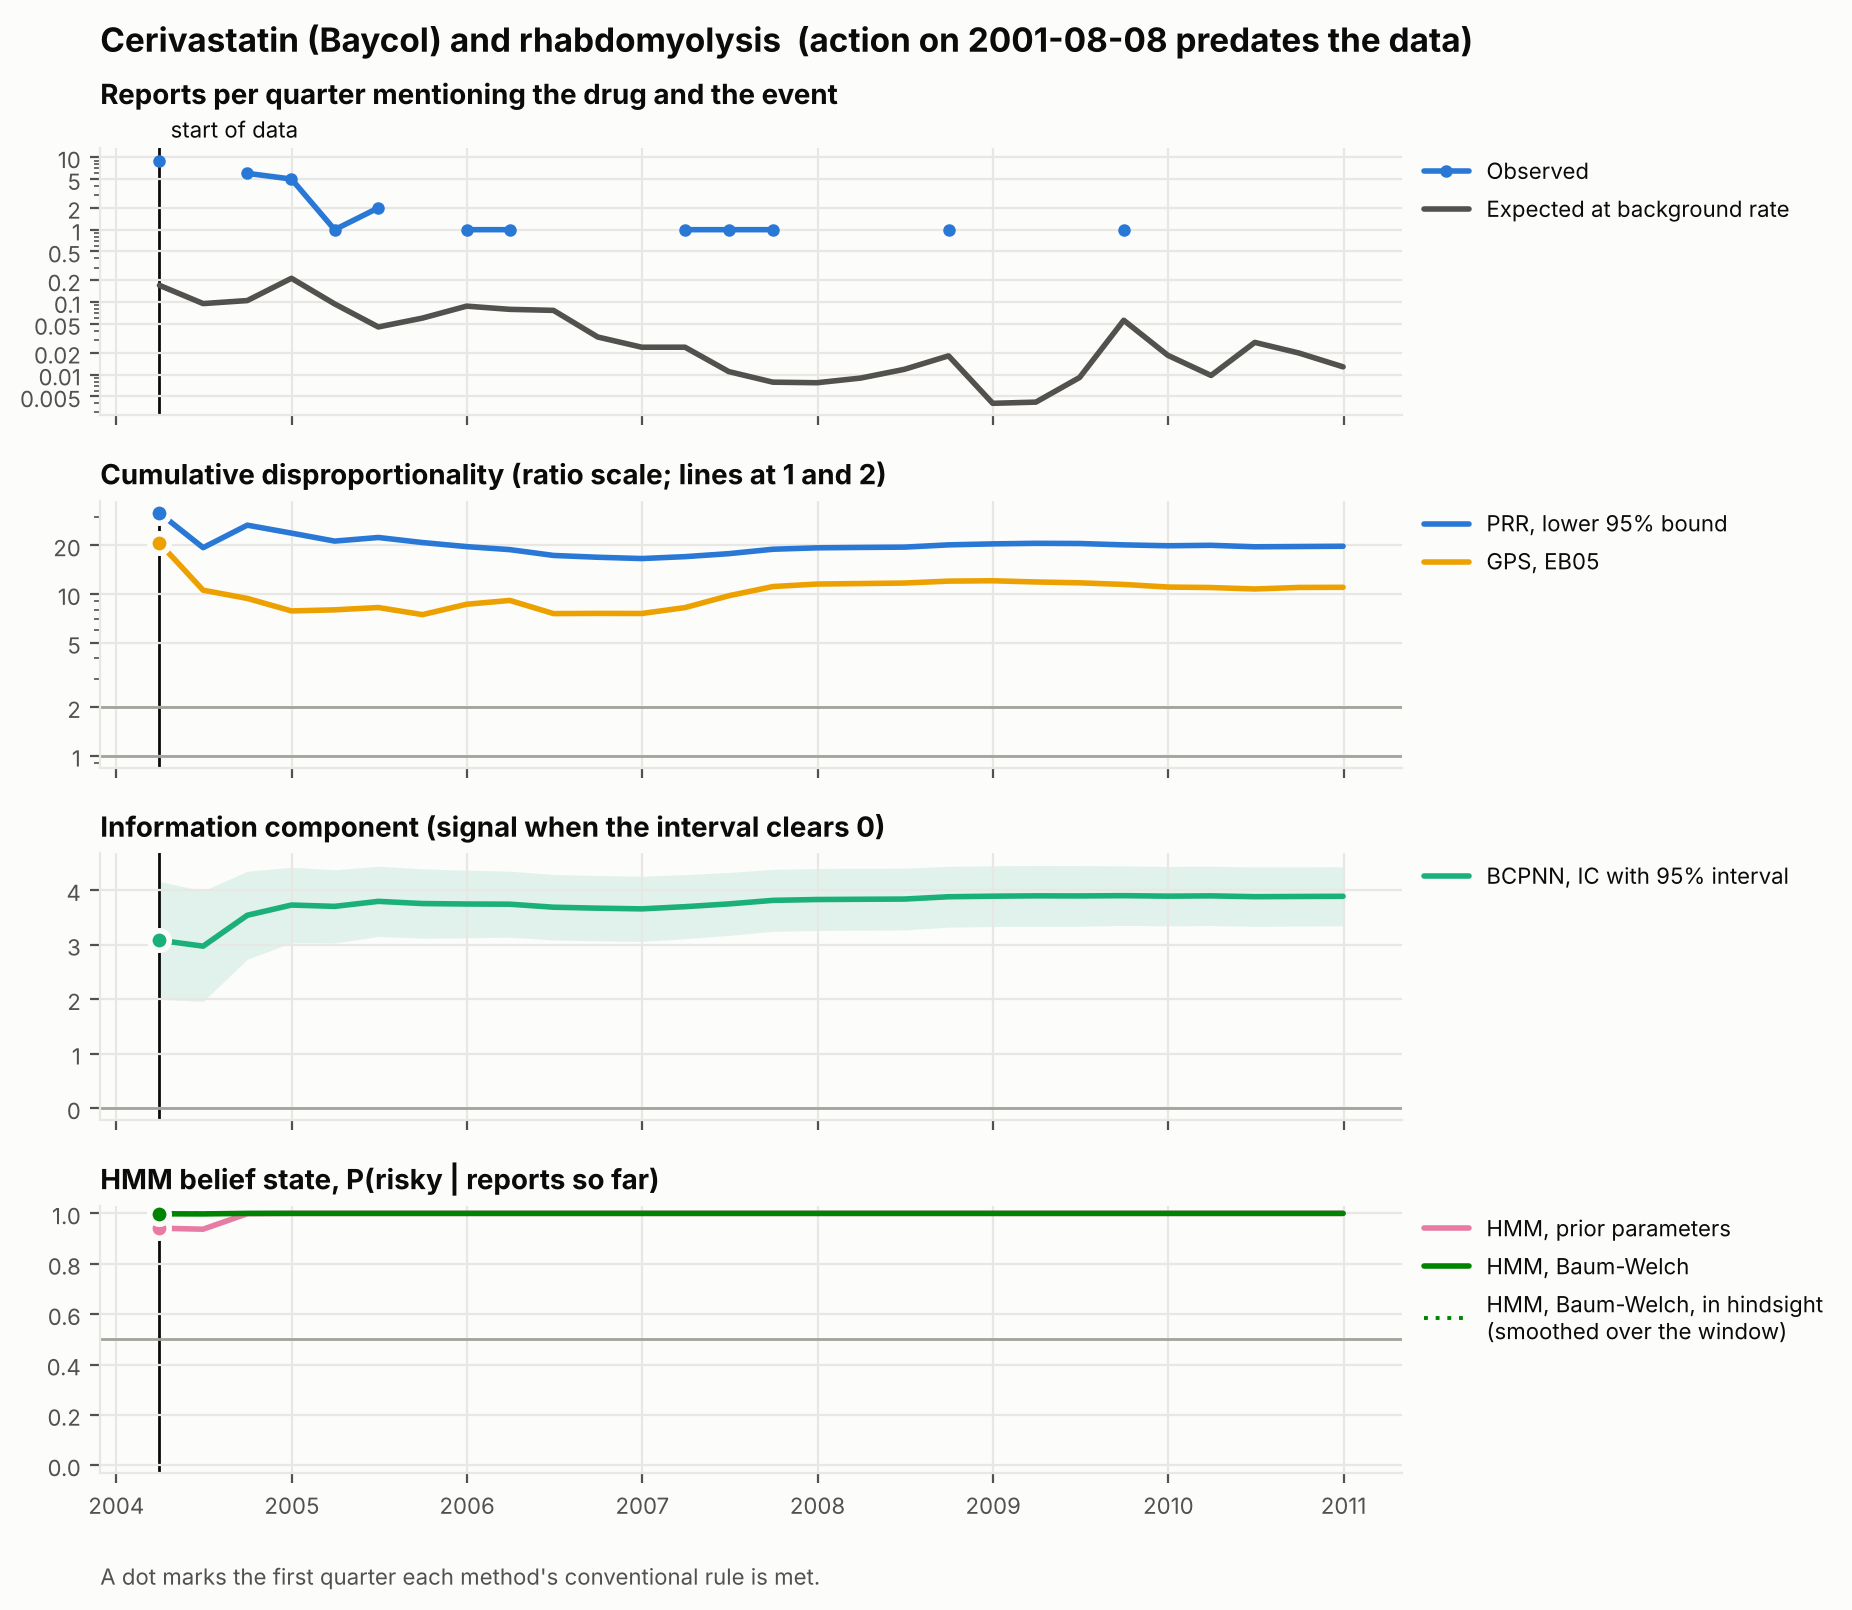 Cerivastatin (Baycol) and rhabdomyolysis (action on 2001-08-08 predates the data)
Reports per quarter mentioning the drug and the event
start of data
10
5
2
1
0.5
0.2
0.1
0.05
0.02
0.01
0.005
Observed
Expected at background rate
Cumulative disproportionality (ratio scale; lines at 1 and 2)
20
10
5
2
1
PRR, lower 95% bound
GPS, EB05
Information component (signal when the interval clears 0)
4
3
2
1
0
BCPNN, IC with 95% interval
HMM belief state, P(risky | reports so far)
1.0
0.8
0.6
0.4
0.2
0.0
HMM, prior parameters
HMM, Baum-Welch
HMM, Baum-Welch, in hindsight
(smoothed over the window)
2004 2005 2006 2007 2008 2009 2010 2011
A dot marks the first quarter each method's conventional rule is met.